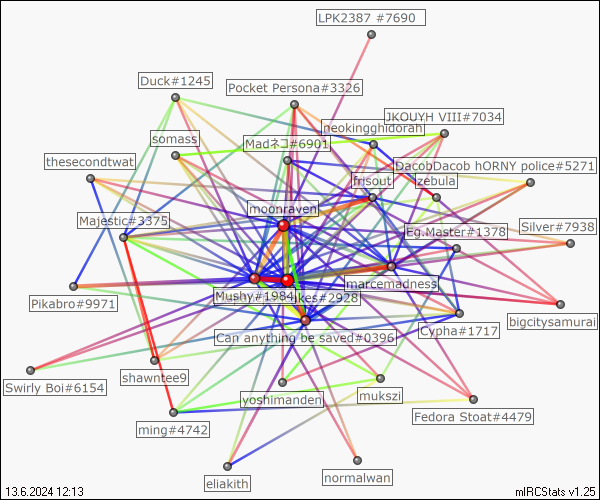 LPK2387 #7690
Duck#1245
Pocket Persona#3326
JKOUYH VIII#7034
neokingghidorah
somass
Madネコ#6901
thesecondtwat
DacobDacob hORNY police#5271
frisout
zebula
moonraven
Majestic#3375
Eg.Master#1378
Silver#7938
marcemadness
Mushy#1984
ikes#2928
Pikabro#9971
bigcitysamurai
Can anything be saved#0396
Cypha#1717
Swirly Boi#6154
shawntee9
yoshimanden
mukszi
Fedora Stoat#4479
ming#4742
eliakith
normalwan
13.6.2024 12:13
mIRCStats v1.25